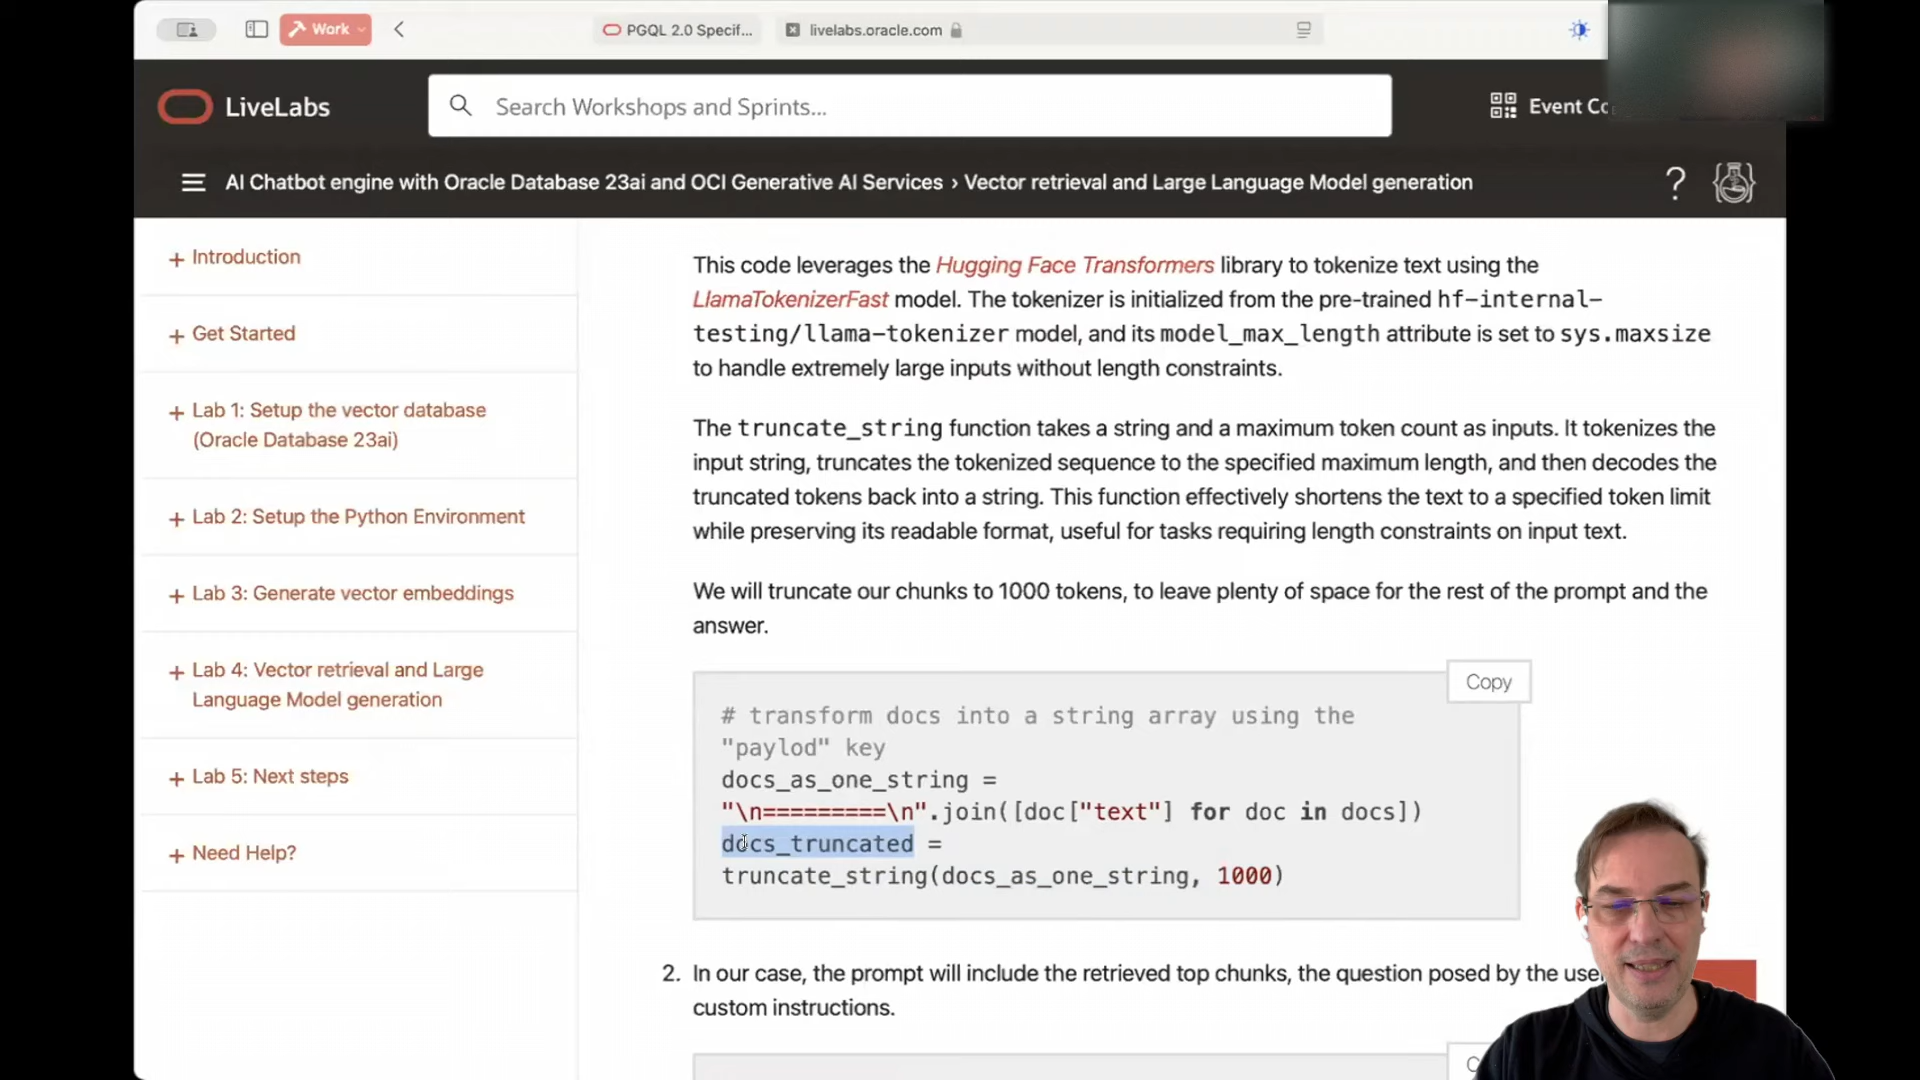 Work
PGQL 2.0 Specif...
livelabs.oracle.com
LiveLabs
Search Workshops and Sprints...
Event Co
AI Chatbot engine with Oracle Database 23ai and OCI Generative AI Services › Vector retrieval and Large Language Model generation
?
+ Introduction
+ Get Started
+ Lab 1: Setup the vector database
(Oracle Database 23ai)
+ Lab 2: Setup the Python Environment
+ Lab 3: Generate vector embeddings
+ Lab 4: Vector retrieval and Large
Language Model generation
+ Lab 5: Next steps
+ Need Help?
This code leverages the Hugging Face Transformers library to tokenize text using the
LlamaTokenizerFast model. The tokenizer is initialized from the pre-trained hf-internal-
testing/llama-tokenizer model, and its model_max_length attribute is set to sys.maxsize
to handle extremely large inputs without length constraints.
The truncate_string function takes a string and a maximum token count as inputs. It tokenizes the
input string, truncates the tokenized sequence to the specified maximum length, and then decodes the
truncated tokens back into a string. This function effectively shortens the text to a specified token limit
while preserving its readable format, useful for tasks requiring length constraints on input text.
We will truncate our chunks to 1000 tokens, to leave plenty of space for the rest of the prompt and the
answer.
Copy
# transform docs into a string array using the
"paylod" key
docs_as_one_string =
"\n=========\n".join([doc["text"] for doc in docs])
docs_truncated =
truncate_string(docs_as_one_string, 1000)
2. In our case, the prompt will include the retrieved top chunks, the question posed by the use
custom instructions.